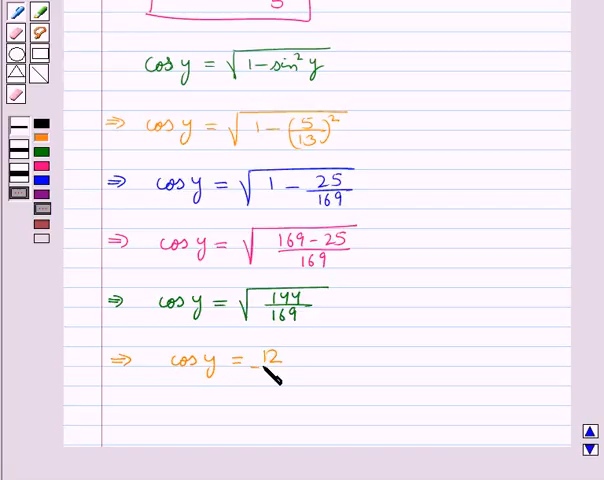 5
cos y = √(1 - sin² y)
⇒ cos y = √(1 - (5/13)²)
⇒ cos y = √(1 - 25/169)
⇒ cos y = √((169 - 25)/169)
⇒ cos y = √(144/169)
⇒ cos y = 12